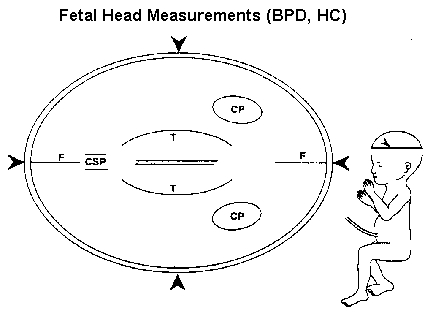 Fetal Head Measurements (BPD, HC)
CP
T
F CSP F
T
CP